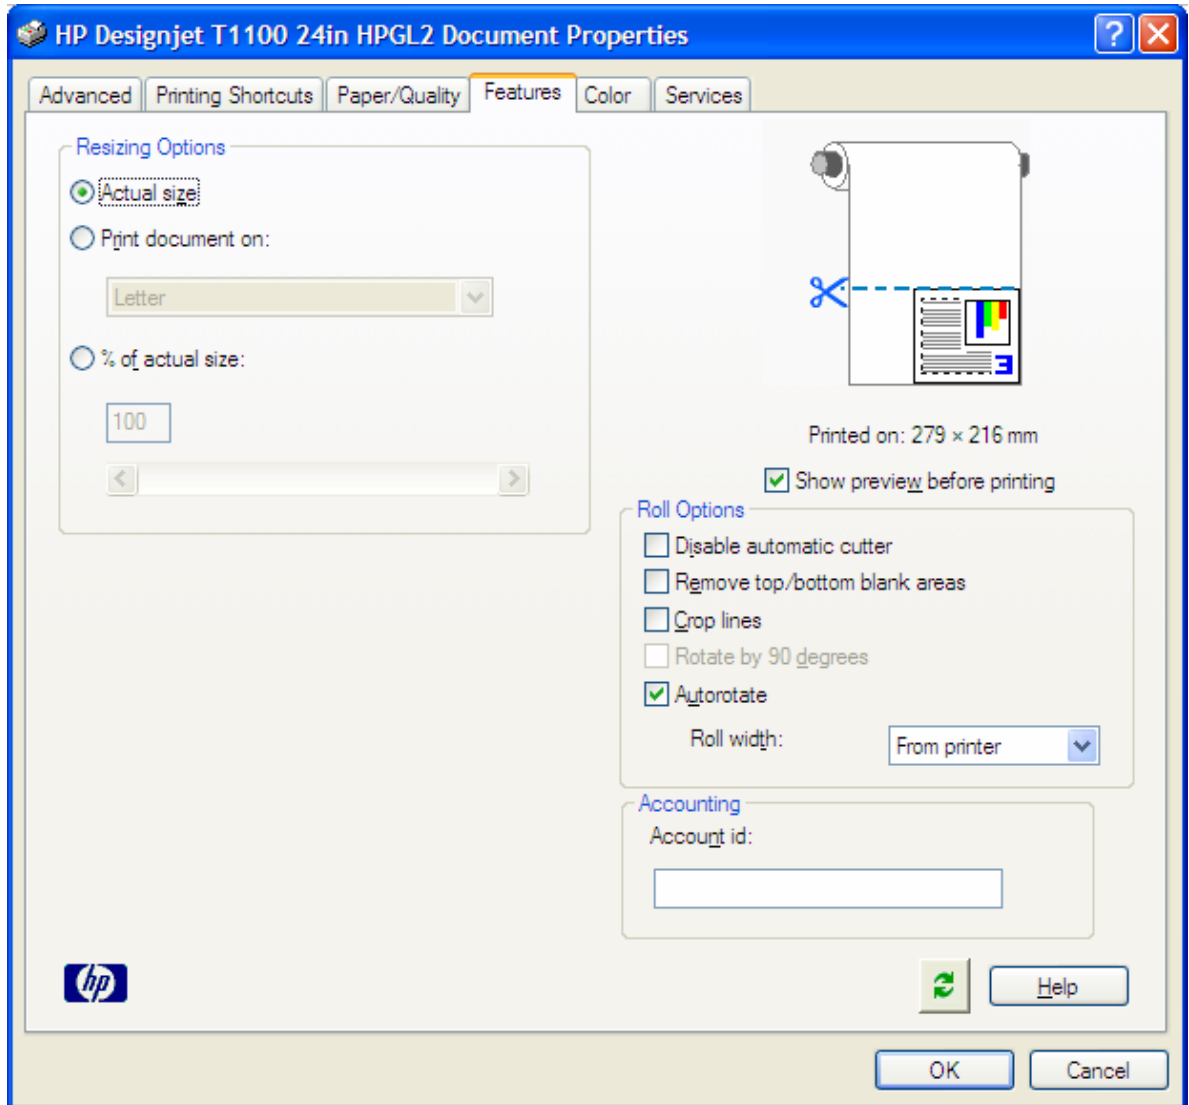 HP Designjet T1100 24in HPGL2 Document Properties
Advanced Printing Shortcuts Paper/Quality Features Color Services
Resizing Options
Actual size
Print document on:
Letter
% of actual size:
100
3
Printed on: 279 × 216 mm
Show preview before printing
Roll Options
Disable automatic cutter
Remove top/bottom blank areas
Crop lines
Rotate by 90 degrees
Autorotate
Roll width: From printer
Accounting
Account id:
hp
Help
OK Cancel